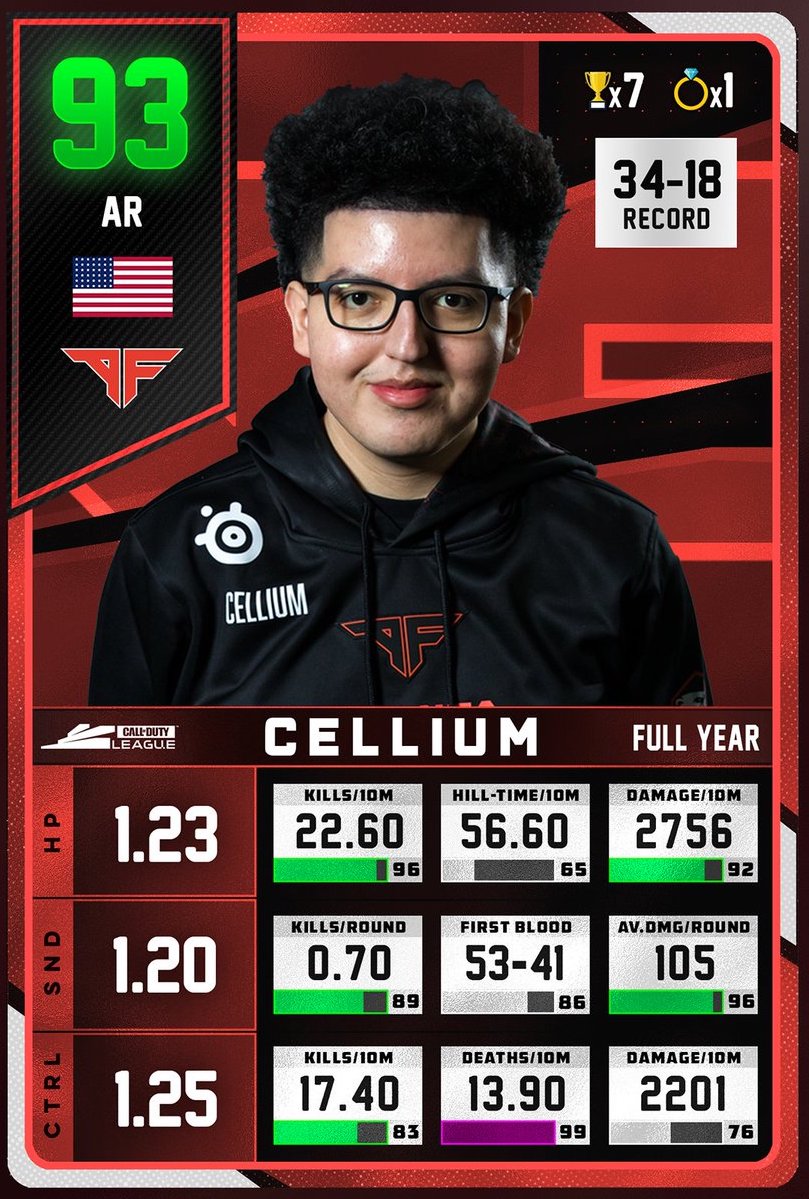 93
AR
x7
x1
34-18
RECORD
CELLIUM
CALL OF DUTY
LEAGUE
CELLIUM
FULL YEAR
HP
1.23
KILLS/10M
22.60
96
HILL-TIME/10M
56.60
65
DAMAGE/10M
2756
92
SND
1.20
KILLS/ROUND
0.70
89
FIRST BLOOD
53-41
86
AV.DMG/ROUND
105
96
CTRL
1.25
KILLS/10M
17.40
83
DEATHS/10M
13.90
99
DAMAGE/10M
2201
76